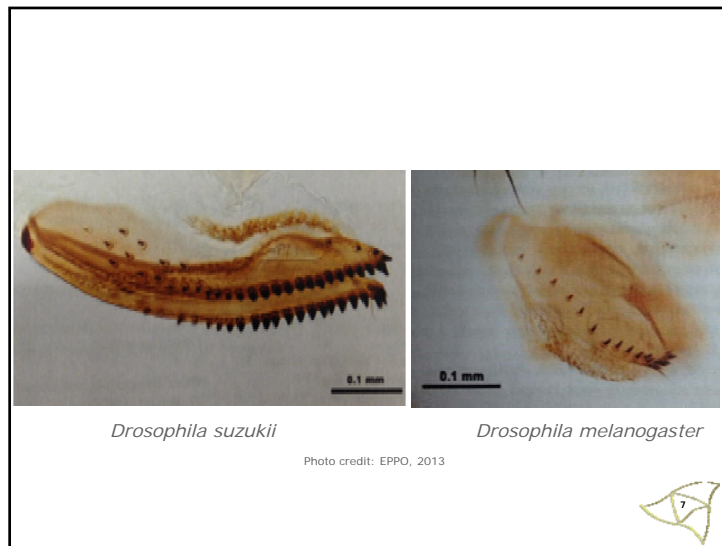 0.1 mm
0.1 mm
Drosophila suzukii
Drosophila melanogaster
Photo credit: EPPO, 2013
7